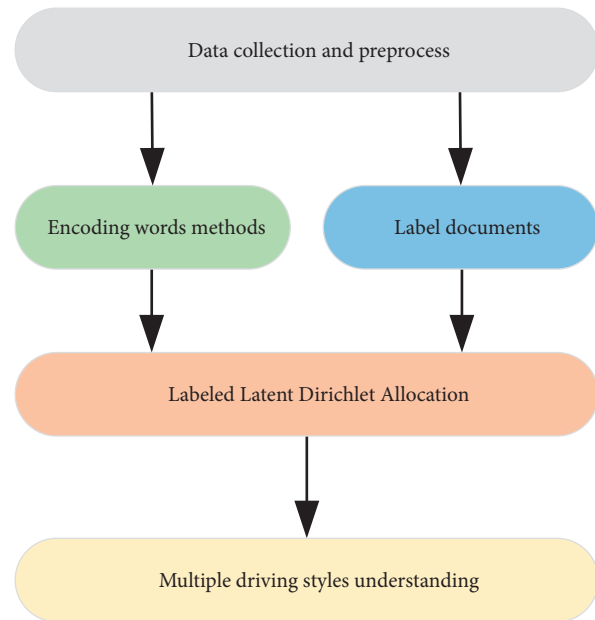 Data collection and preprocess
Encoding words methods
Label documents
Labeled Latent Dirichlet Allocation
Multiple driving styles understanding